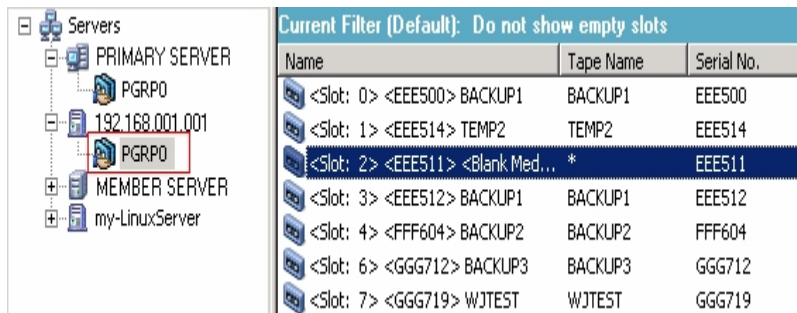 Servers
PRIMARY SERVER
PGRP0
192.168.001.001
PGRP0
MEMBER SERVER
my-LinuxServer
Current Filter (Default): Do not show empty slots
Name Tape Name Serial No.
<Slot: 0> <EEE500> BACKUP1 BACKUP1 EEE500
<Slot: 1> <EEE514> TEMP2 TEMP2 EEE514
<Slot: 2> <EEE511> <Blank Med... * EEE511
<Slot: 3> <EEE512> BACKUP1 BACKUP1 EEE512
<Slot: 4> <FFF604> BACKUP2 BACKUP2 FFF604
<Slot: 6> <GGG712> BACKUP3 BACKUP3 GGG712
<Slot: 7> <GGG719> WJTEST WJTEST GGG719